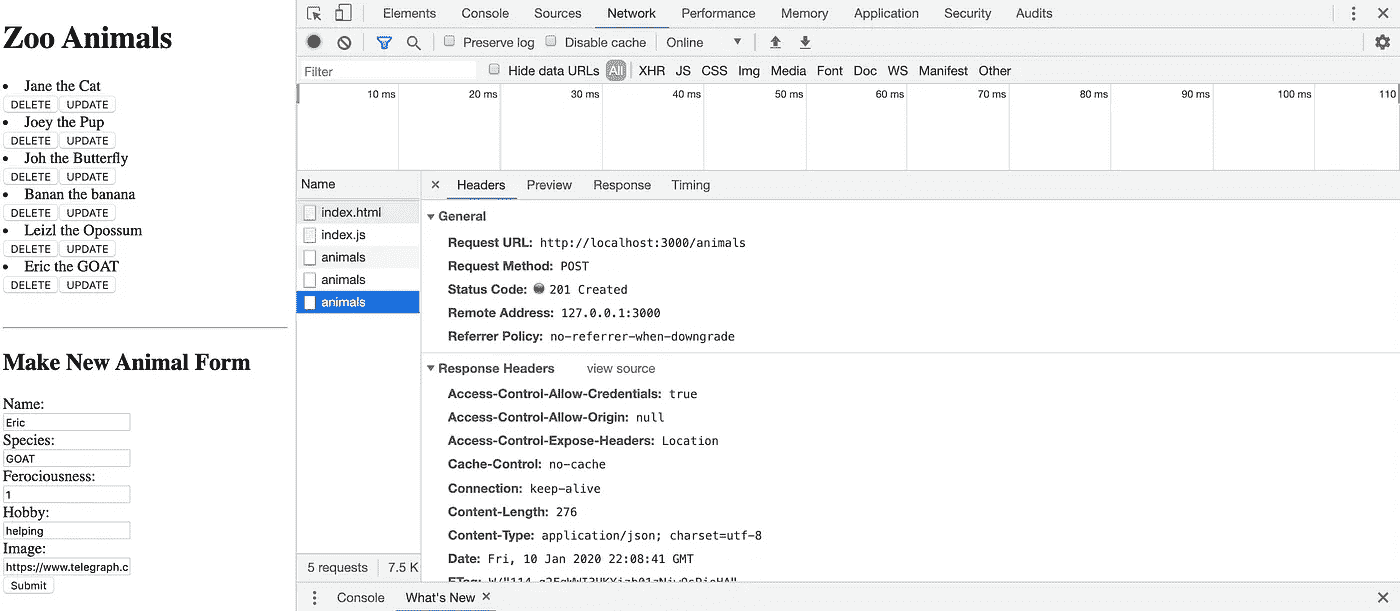 Zoo Animals
Jane the Cat
DELETE UPDATE
Joey the Pup
DELETE UPDATE
Joh the Butterfly
DELETE UPDATE
Banan the banana
DELETE UPDATE
Leizl the Opossum
DELETE UPDATE
Eric the GOAT
DELETE UPDATE
Make New Animal Form
Name:
Eric
Species:
GOAT
Ferociousness:
1
Hobby:
helping
Image:
https://www.telegraph.c
Submit
Elements Console Sources Network Performance Memory Application Security Audits
Preserve log Disable cache Online
Filter Hide data URLs All XHR JS CSS Img Media Font Doc WS Manifest Other
10 ms 20 ms 30 ms 40 ms 50 ms 60 ms 70 ms 80 ms 90 ms 100 ms 110
Name
index.html
index.js
animals
animals
animals
5 requests 7.5 K
Headers Preview Response Timing
General
Request URL: http://localhost:3000/animals
Request Method: POST
Status Code: 201 Created
Remote Address: 127.0.0.1:3000
Referrer Policy: no-referrer-when-downgrade
Response Headers view source
Access-Control-Allow-Credentials: true
Access-Control-Allow-Origin: null
Access-Control-Expose-Headers: Location
Cache-Control: no-cache
Connection: keep-alive
Content-Length: 276
Content-Type: application/json; charset=utf-8
Date: Fri, 10 Jan 2020 22:08:41 GMT
ETag:
Console What's New